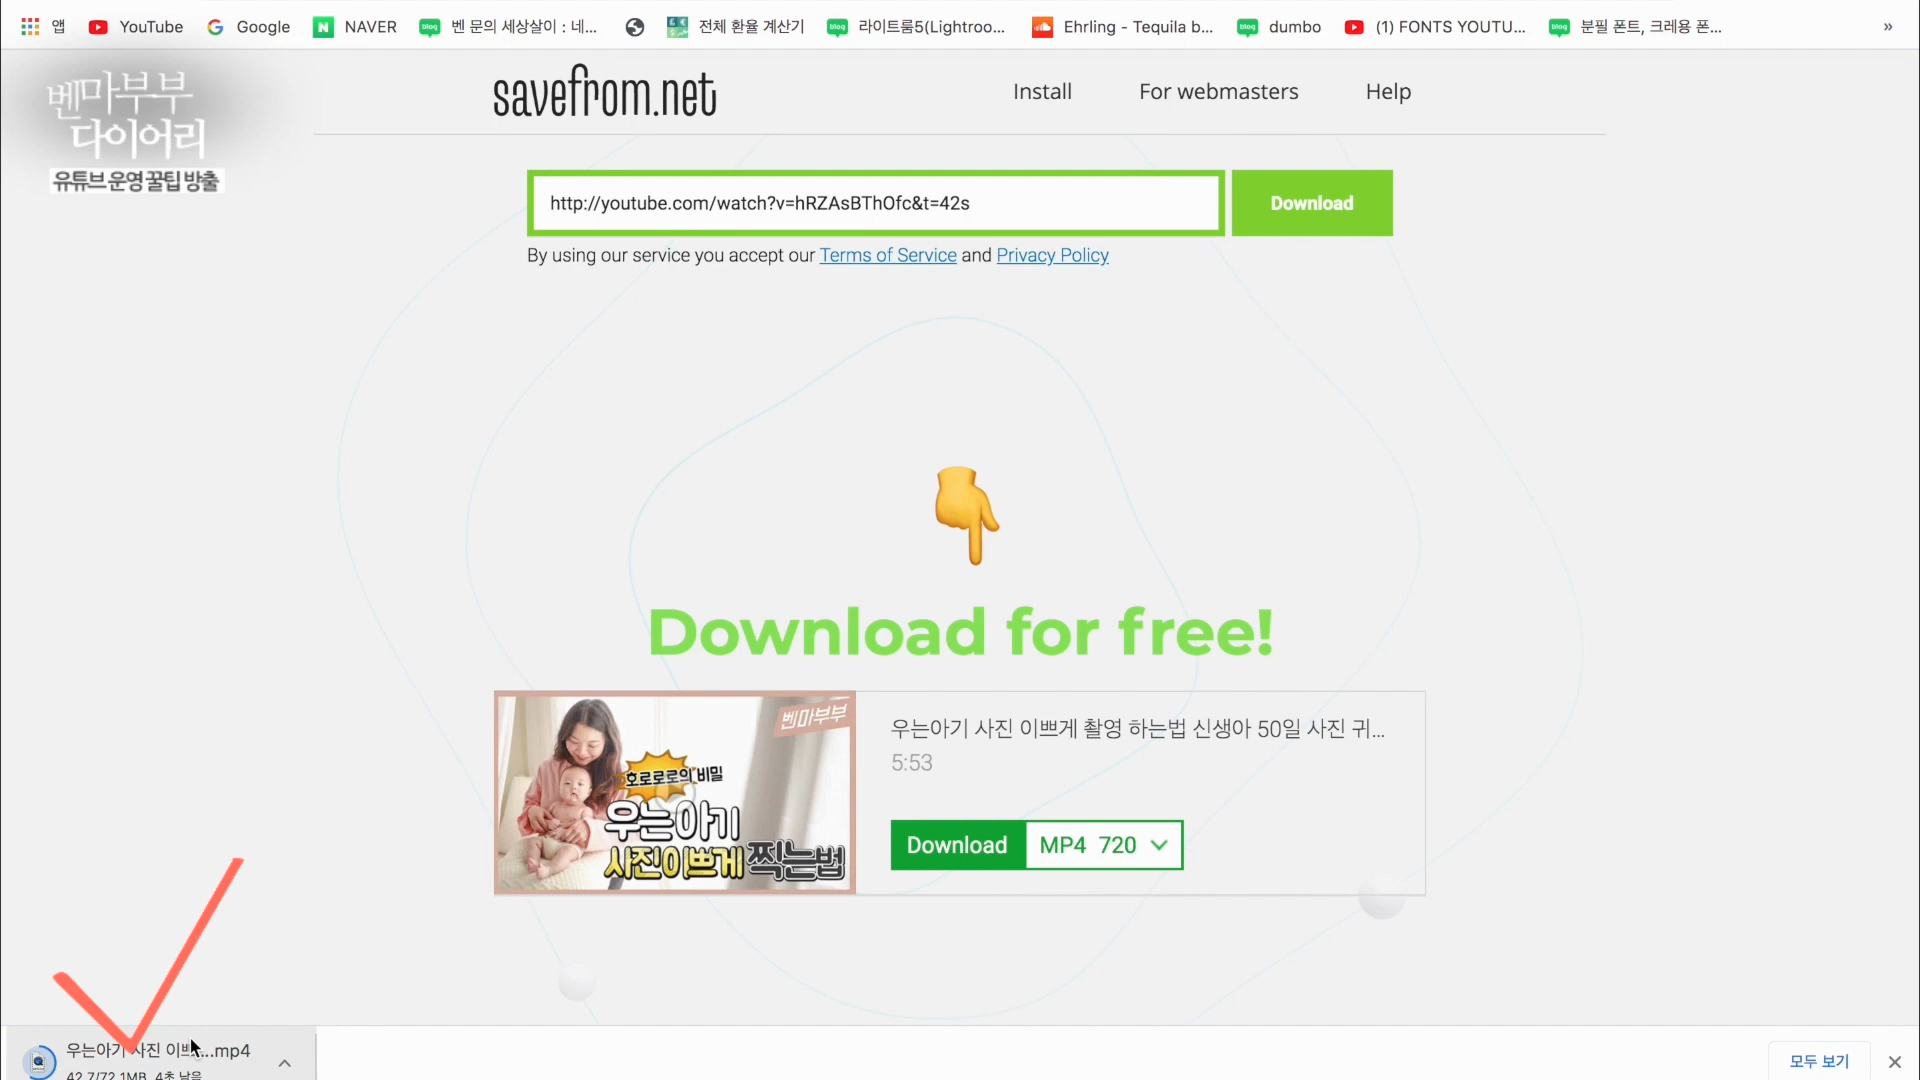 앱 YouTube Google NAVER 벤 문의 세상살이 : 네... 전체 환율 계산기 라이트룸5(Lightroo... Ehrling - Tequila b... dumbo (1) FONTS YOUTU... 분필 폰트, 크레용 폰... »
벤마부부
다이어리
유튜브 운영 꿀팁 방출
savefrom.net Install For webmasters Help
http://youtube.com/watch?v=hRZAsBThOfc&t=42s Download
By using our service you accept our Terms of Service and Privacy Policy
Download for free!
벤마부부
호로로로의 비밀
우는아기
사진이쁘게 찍는법
우는아기 사진 이쁘게 촬영 하는법 신생아 50일 사진 귀...
5:53
Download MP4 720
우는아기 사진 이쁘...mp4
42.7/72.1MB, 4초 남음
모두 보기